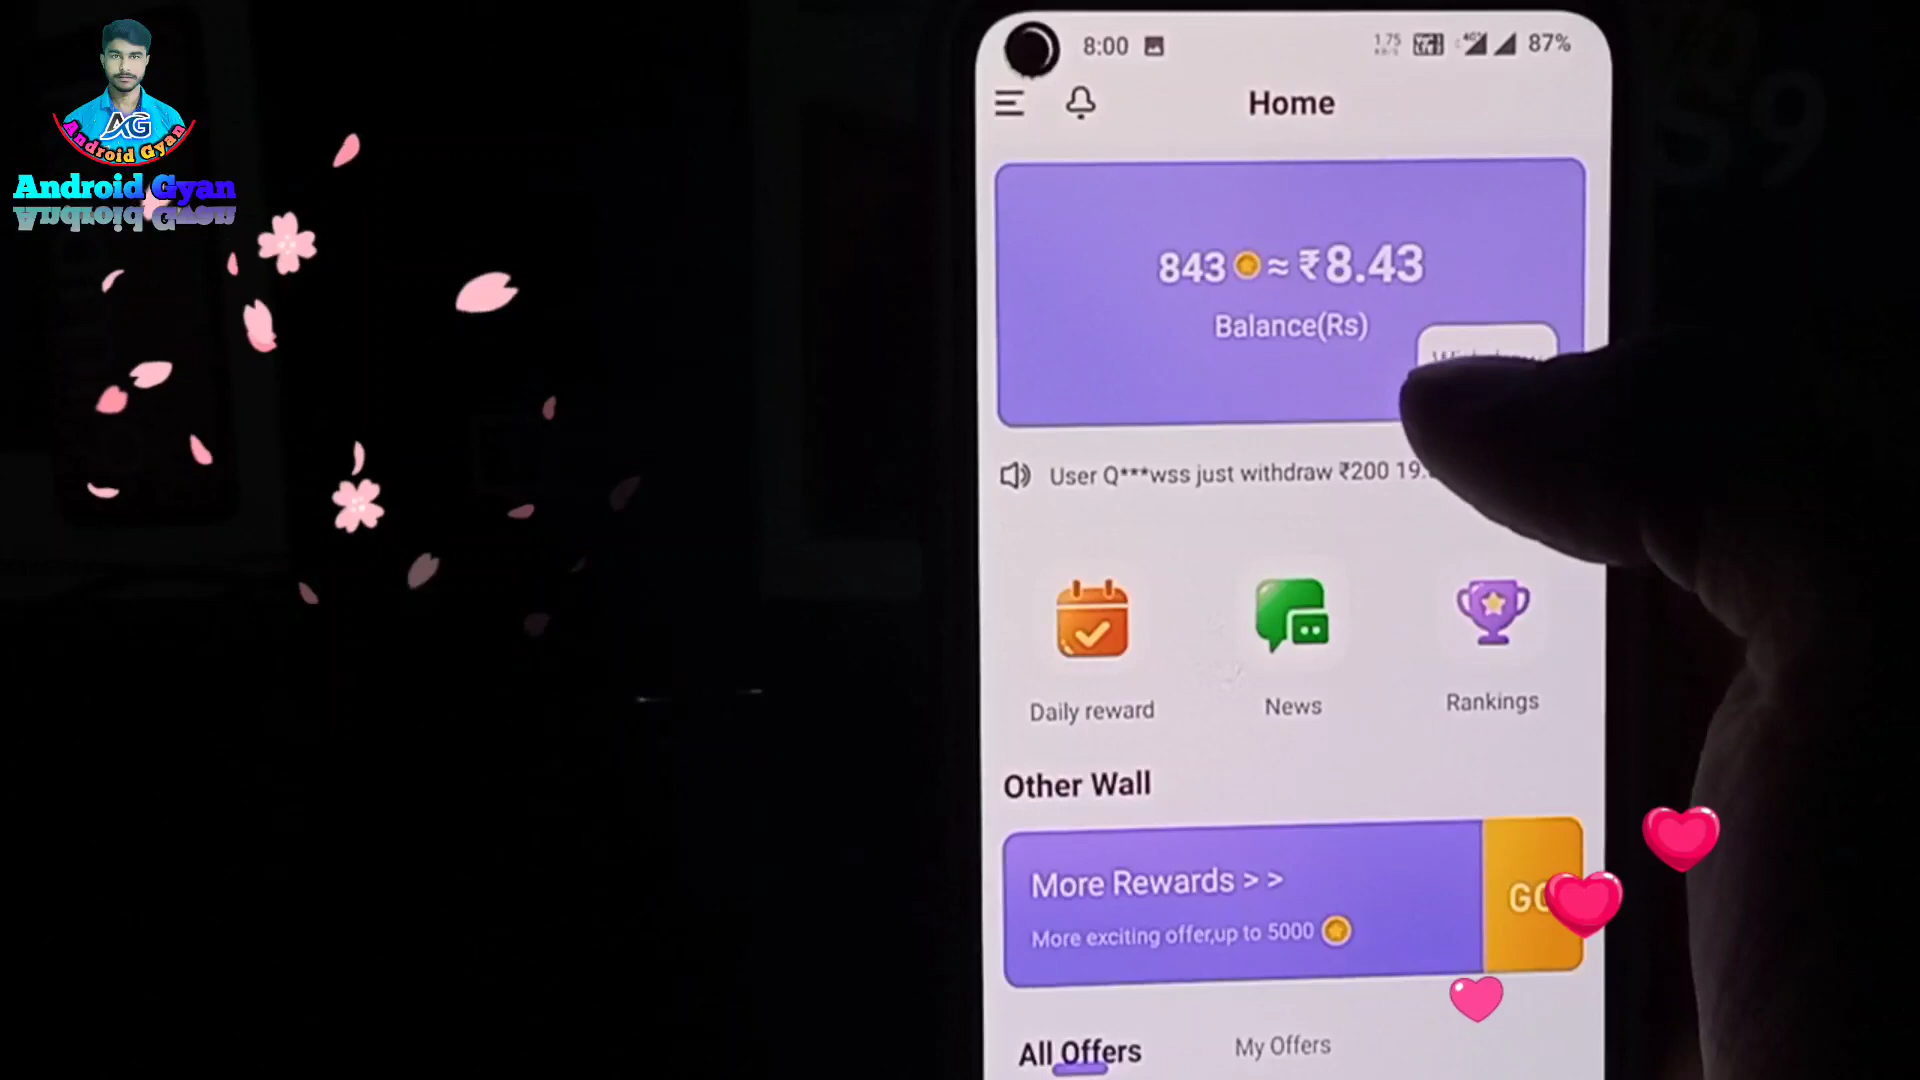 AG
Android Gyan
Android Gyan
8:00
1.75
87%
Home
843 ≈ ₹8.43
Balance(Rs)
User Q***wss just withdraw ₹200 19.
Daily reward
News
Rankings
Other Wall
More Rewards > >
More exciting offer,up to 5000
All Offers
My Offers